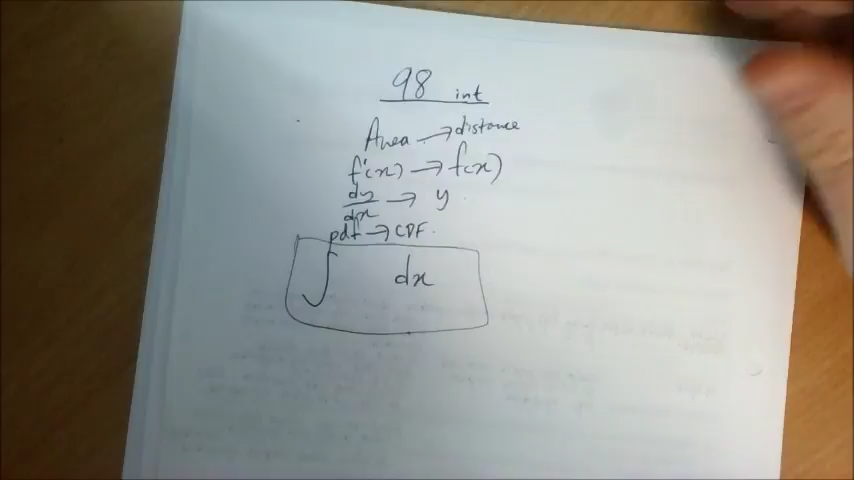 98 int
Area → distance
f'(x) → f(x)
dy/dx → y
pdf → CDF.
∫ dx